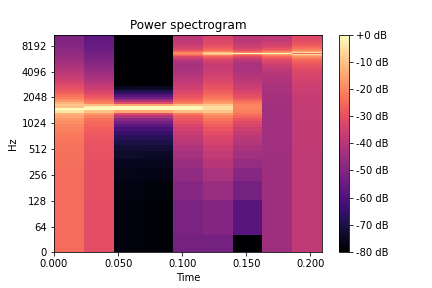 Power spectrogram
8192
4096
2048
1024
512
256
128
64
0
Hz
0.000 0.050 0.100 0.150 0.200
Time
+0 dB
-10 dB
-20 dB
-30 dB
-40 dB
-50 dB
-60 dB
-70 dB
-80 dB